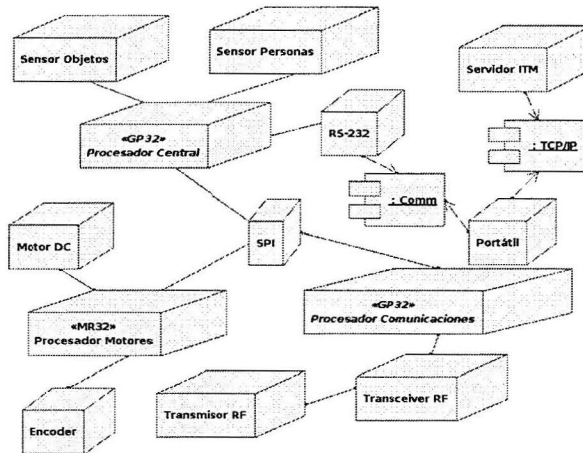 Sensor Objetos
Sensor Personas
Servidor ITM
«GP32»
Procesador Central
RS-232
: TCP/IP
: Comm
Motor DC
SPI
Portátil
«GP32»
Procesador Comunicaciones
«MR32»
Procesador Motores
Encoder
Transmisor RF
Transceiver RF